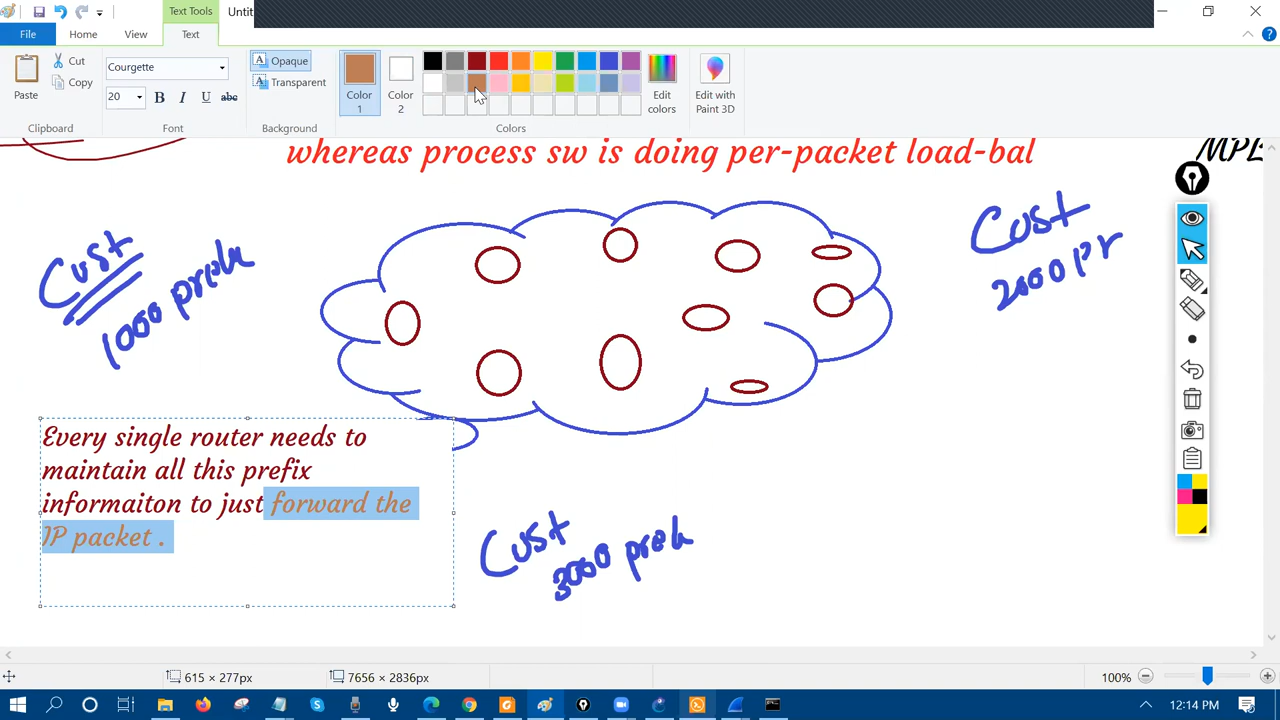 Text Tools
Untit
File
Home
View
Text
Paste
Cut
Copy
Clipboard
Courgette
20
B I U abc
Font
Opaque
Transparent
Background
Color 1
Color 2
Edit colors
Edit with Paint 3D
Colors
whereas process sw is doing per-packet load-bal
MPL
Cust
1000 prefix
Cust
2000 pr
Every single router needs to
maintain all this prefix
informaiton to just forward the
IP packet .
Cust
3000 prefix
615 × 277px
7656 × 2836px
100%
12:14 PM